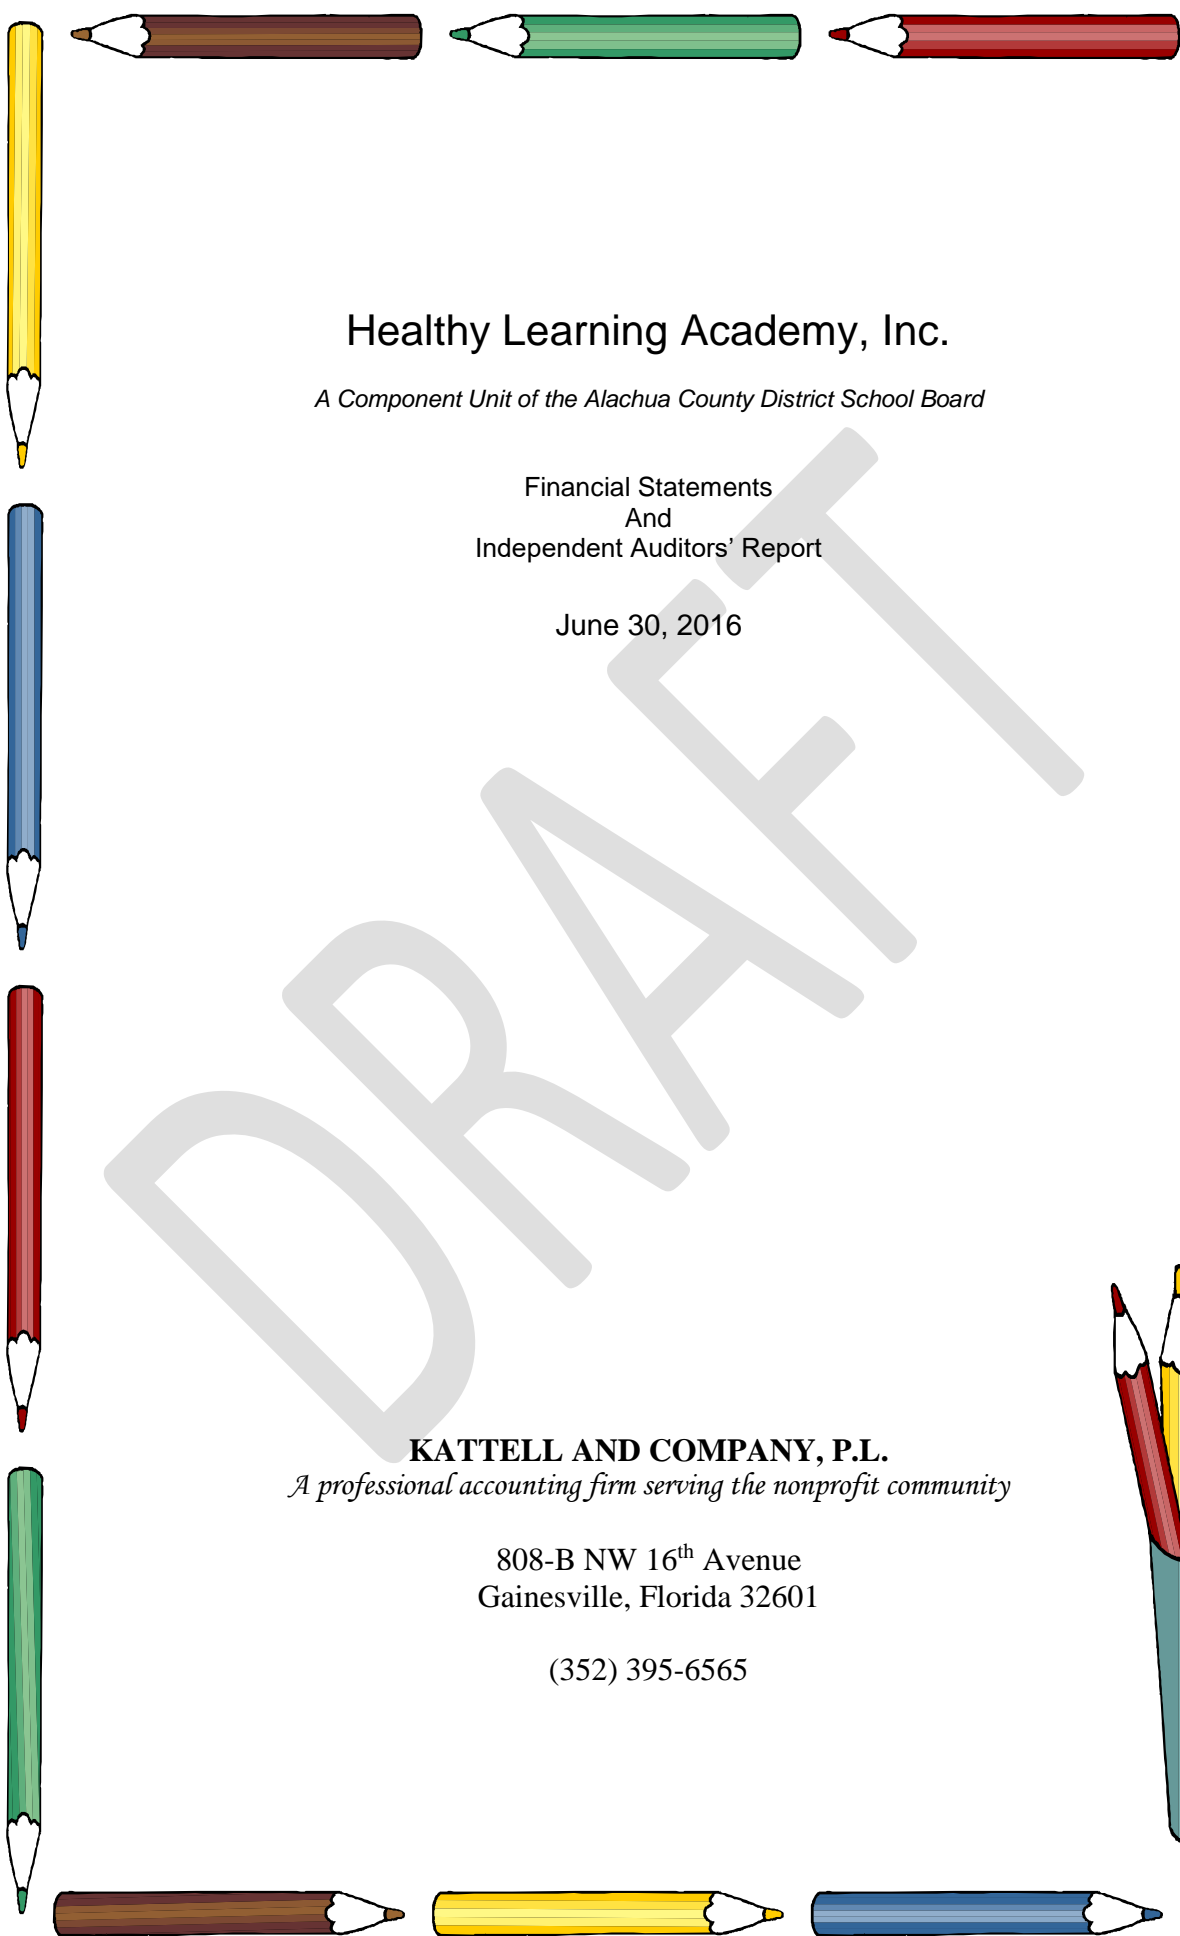 Healthy Learning Academy, Inc.
A Component Unit of the Alachua County District School Board
Financial Statements
And
Independent Auditors' Report
June 30, 2016
DRAFT
KATTELL AND COMPANY, P.L.
A professional accounting firm serving the nonprofit community
808-B NW 16th Avenue
Gainesville, Florida 32601
(352) 395-6565